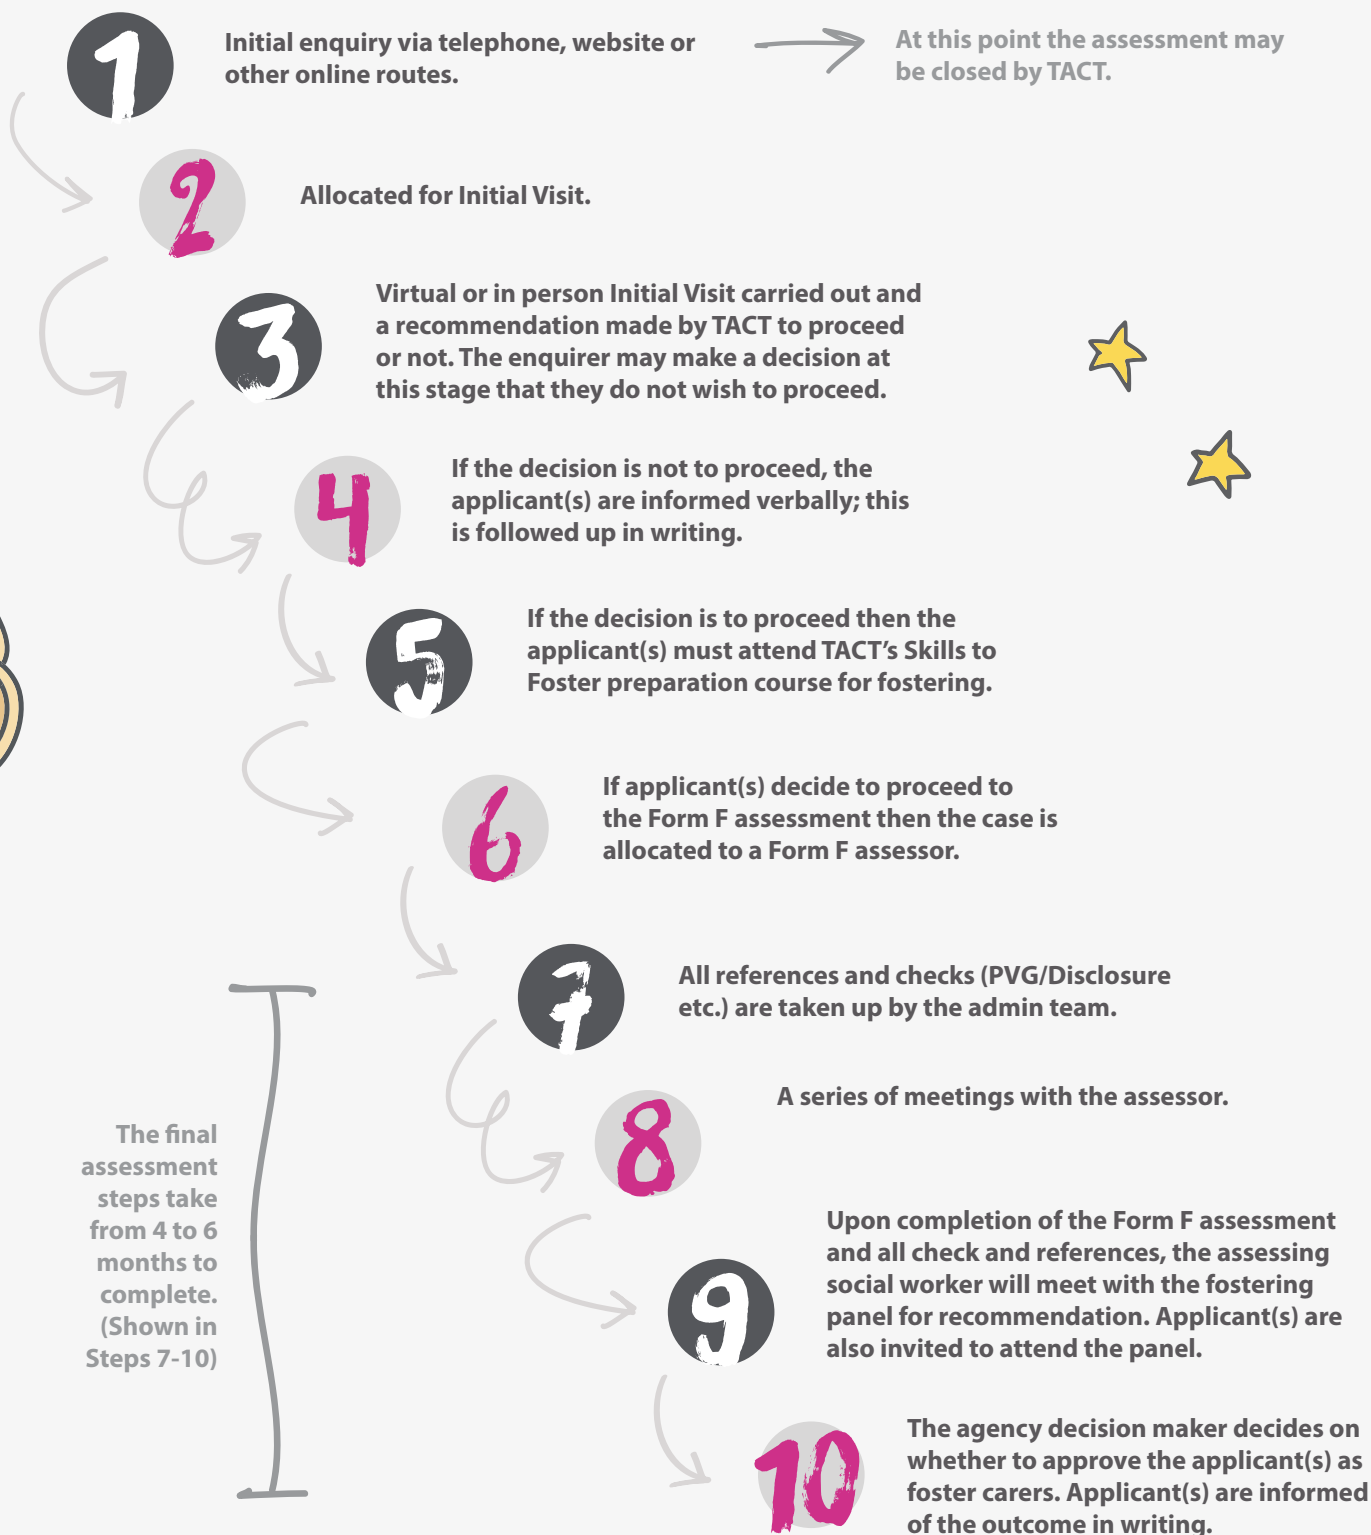 1
Initial enquiry via telephone, website or
other online routes.
At this point the assessment may
be closed by TACT.
2
Allocated for Initial Visit.
3
Virtual or in person Initial Visit carried out and
a recommendation made by TACT to proceed
or not. The enquirer may make a decision at
this stage that they do not wish to proceed.
4
If the decision is not to proceed, the
applicant(s) are informed verbally; this
is followed up in writing.
5
If the decision is to proceed then the
applicant(s) must attend TACT’s Skills to
Foster preparation course for fostering.
6
If applicant(s) decide to proceed to
the Form F assessment then the case is
allocated to a Form F assessor.
7
All references and checks (PVG/Disclosure
etc.) are taken up by the admin team.
8
A series of meetings with the assessor.
The final
assessment
steps take
from 4 to 6
months to
complete.
(Shown in
Steps 7-10)
9
Upon completion of the Form F assessment
and all check and references, the assessing
social worker will meet with the fostering
panel for recommendation. Applicant(s) are
also invited to attend the panel.
10
The agency decision maker decides on
whether to approve the applicant(s) as
foster carers. Applicant(s) are informed
of the outcome in writing.